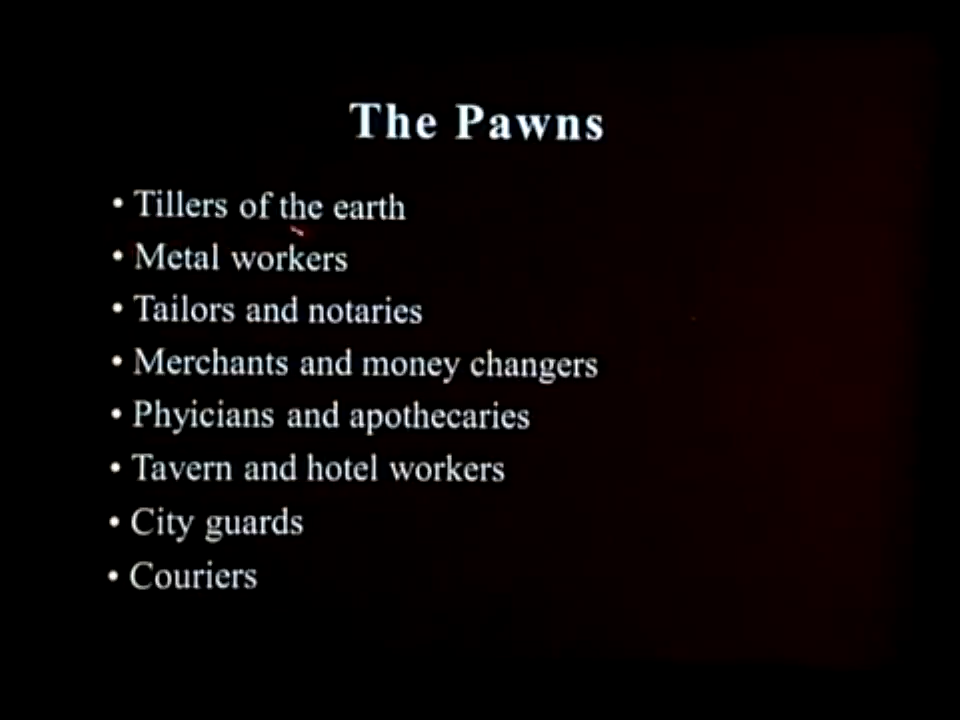 The Pawns
• Tillers of the earth
• Metal workers
• Tailors and notaries
• Merchants and money changers
• Phyicians and apothecaries
• Tavern and hotel workers
• City guards
• Couriers